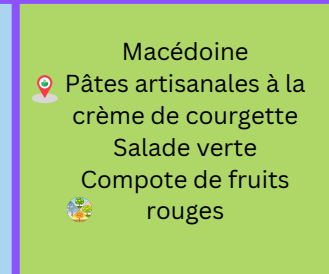 Macédoine
Pâtes artisanales à la
crème de courgette
Salade verte
Compote de fruits
rouges